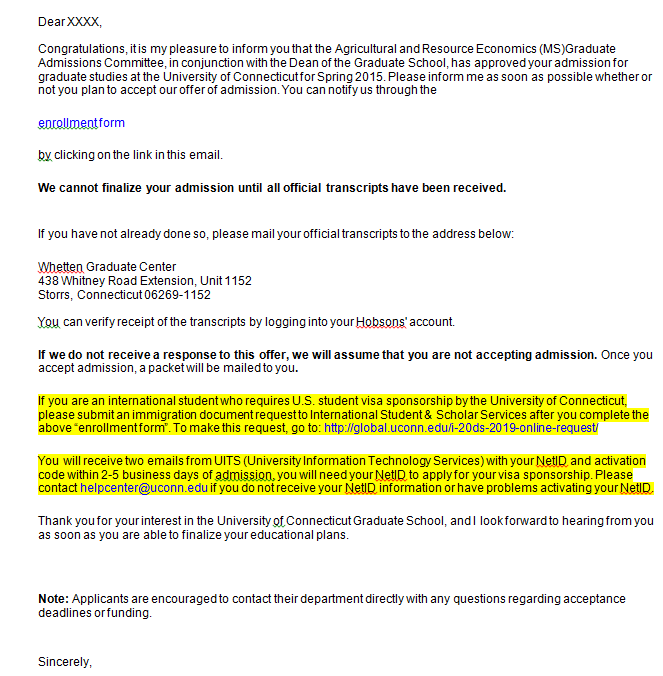 Dear XXXX,
Congratulations, it is my pleasure to inform you that the Agricultural and Resource Economics (MS)Graduate
Admissions Committee, in conjunction with the Dean of the Graduate School, has approved your admission for
graduate studies at the University of Connecticut for Spring 2015. Please inform me as soon as possible whether or
not you plan to accept our offer of admission. You can notify us through the
enrollment form
by clicking on the link in this email.
We cannot finalize your admission until all official transcripts have been received.
If you have not already done so, please mail your official transcripts to the address below:
Whetten Graduate Center
438 Whitney Road Extension, Unit 1152
Storrs, Connecticut 06269-1152
You can verify receipt of the transcripts by logging into your Hobsons' account.
If we do not receive a response to this offer, we will assume that you are not accepting admission. Once you
accept admission, a packet will be mailed to you.
If you are an international student who requires U.S. student visa sponsorship by the University of Connecticut,
please submit an immigration document request to International Student & Scholar Services after you complete the
above “enrollment form”. To make this request, go to: http://global.uconn.edu/i-20ds-2019-online-request/
You will receive two emails from UITS (University Information Technology Services) with your NetID and activation
code within 2-5 business days of admission, you will need your NetID to apply for your visa sponsorship. Please
contact helpcenter@uconn.edu if you do not receive your NetID information or have problems activating your NetID.
Thank you for your interest in the University of Connecticut Graduate School, and I look forward to hearing from you
as soon as you are able to finalize your educational plans.
Note: Applicants are encouraged to contact their department directly with any questions regarding acceptance
deadlines or funding.
Sincerely,